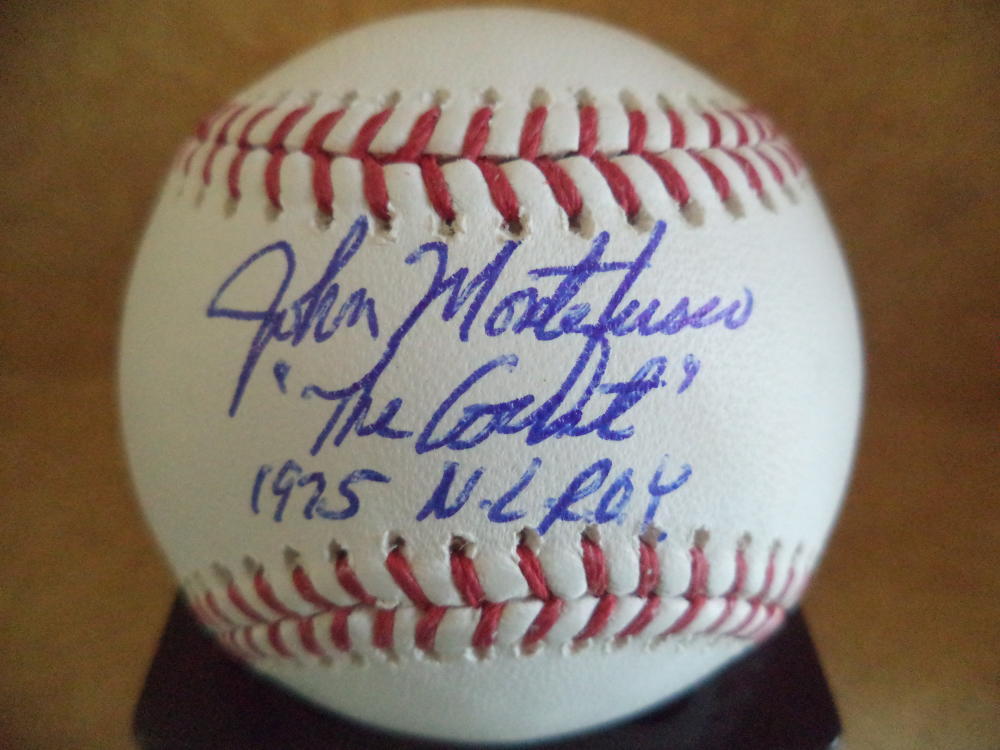 John Montefusco
"The Count"
1975 N.L.R.O.Y.